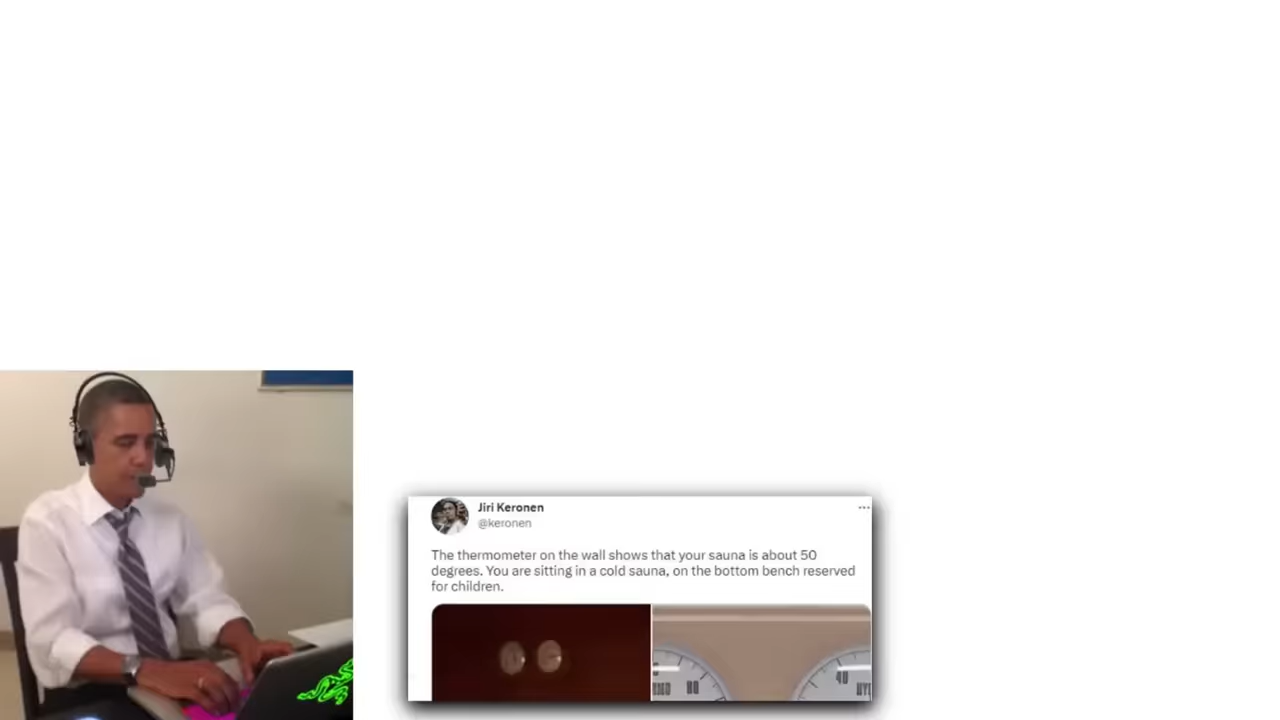 Jiri Keronen
@keronen
The thermometer on the wall shows that your sauna is about 50
degrees. You are sitting in a cold sauna, on the bottom bench reserved
for children.
40